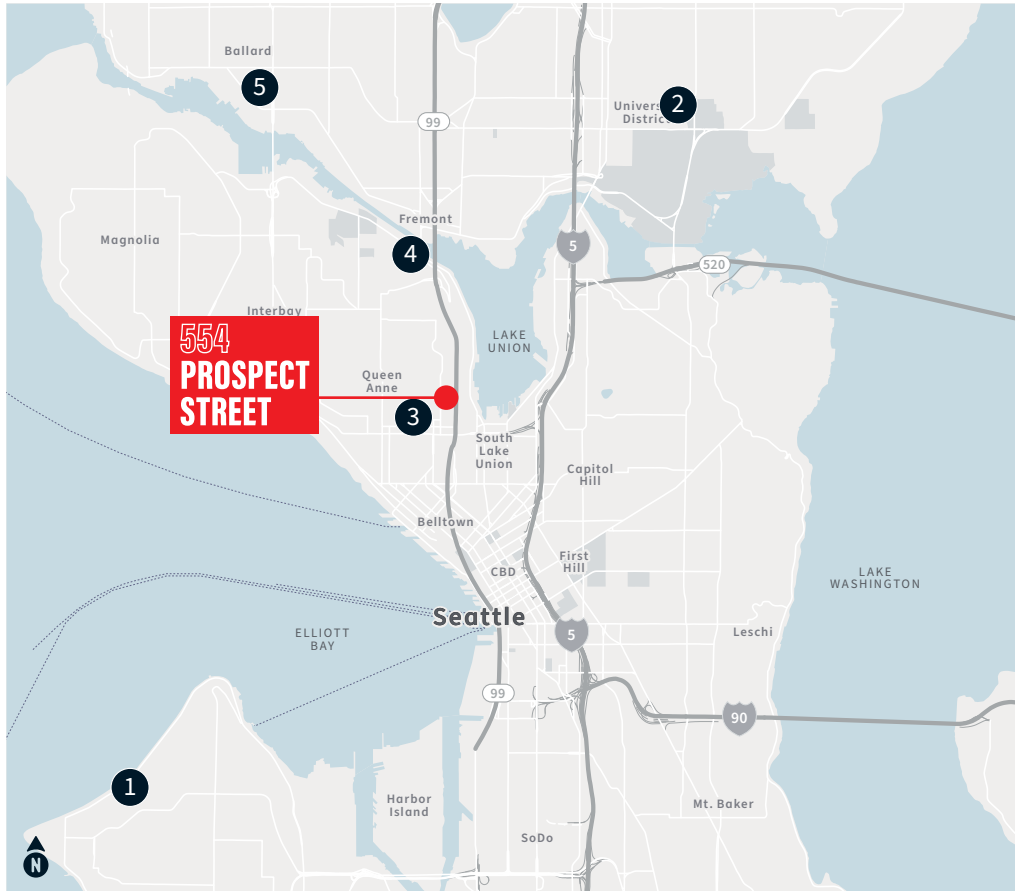 Ballard
5
2
Univers
District
99
Fremont
Magnolia
4
5
520
Interbay
LAKE
UNION
554
PROSPECT
STREET
Queen
Anne
3
South
Lake
Union
Capitol
Hill
Belltown
First
Hill
CBD
LAKE
WASHINGTON
Seattle
ELLIOTT
BAY
5
Leschi
99
90
1
Harbor
Island
Mt. Baker
SoDo
N